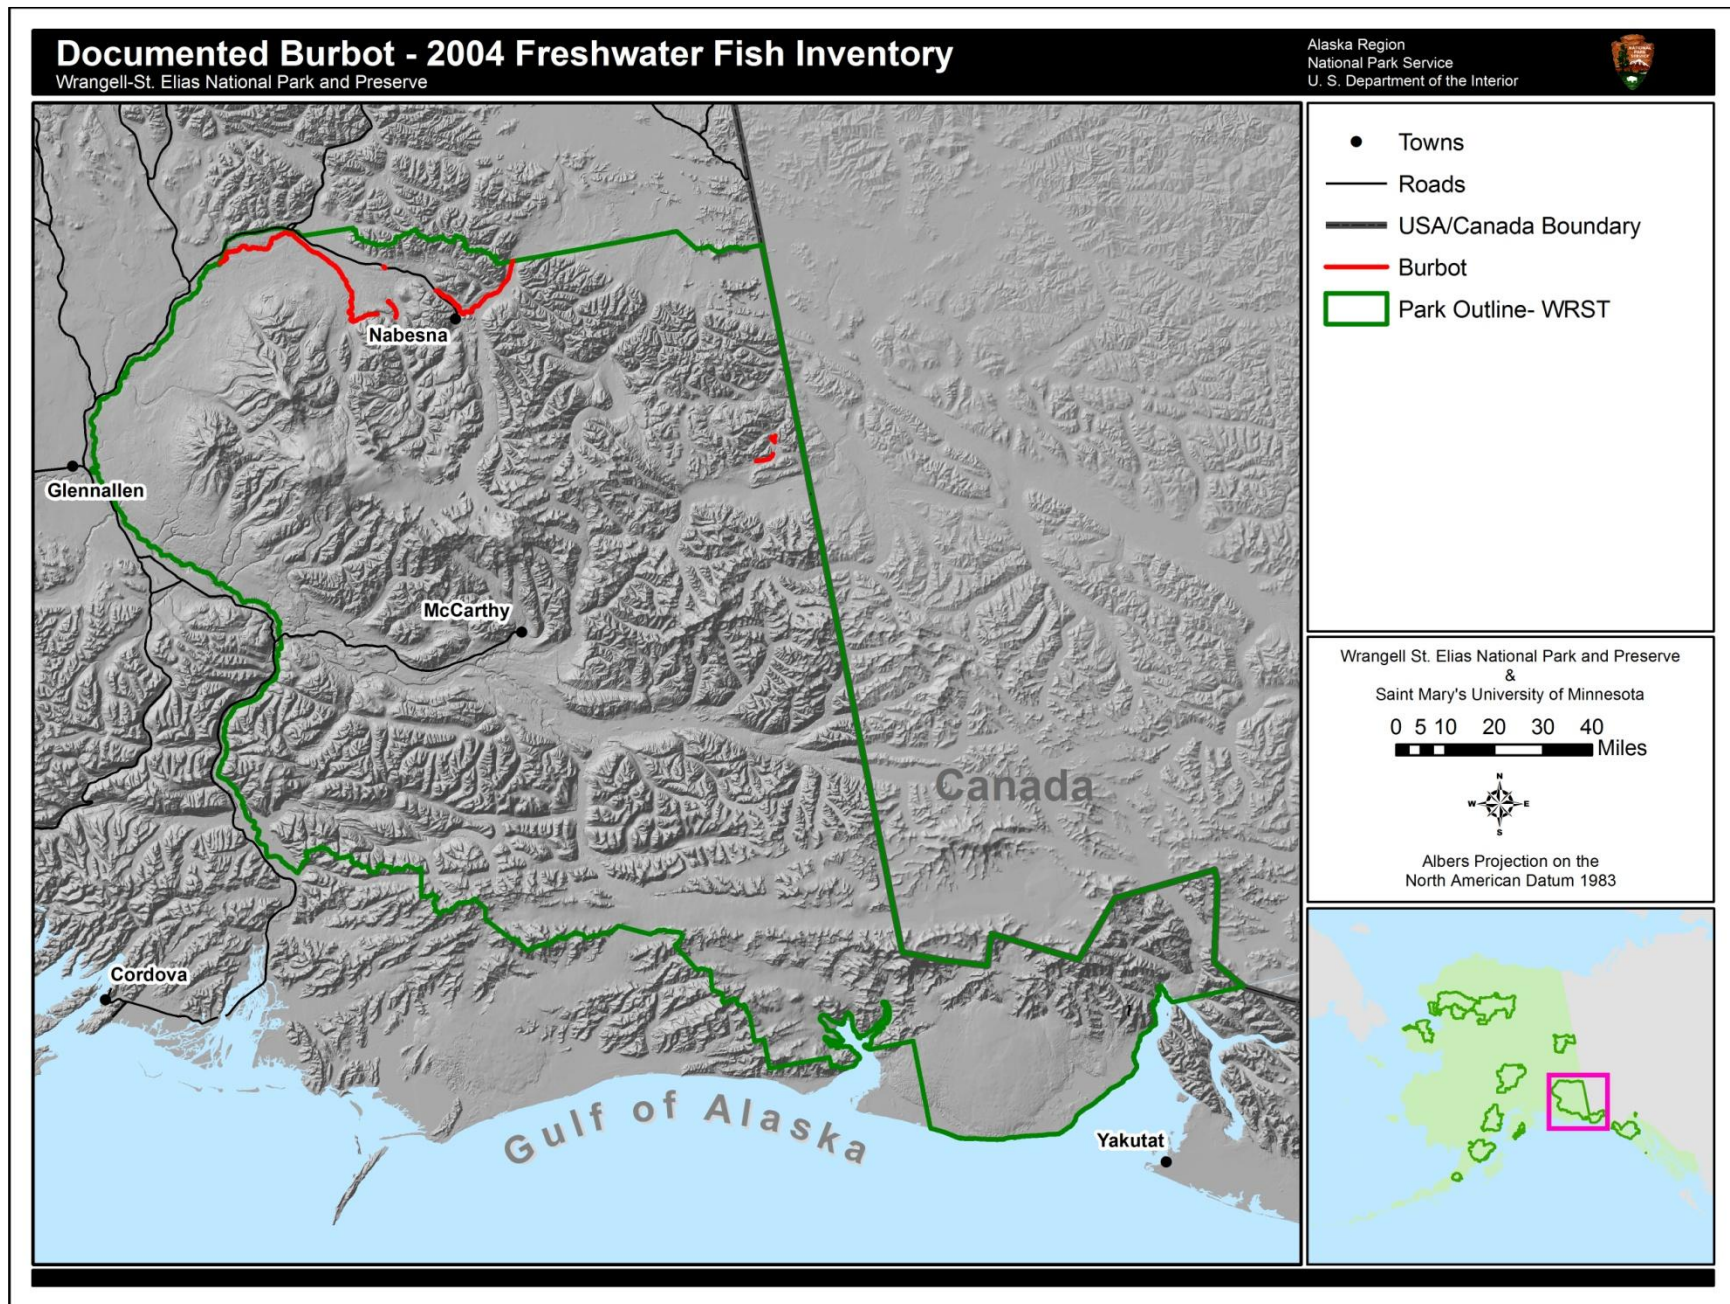 Documented Burbot - 2004 Freshwater Fish Inventory
Wrangell-St. Elias National Park and Preserve
Alaska Region
National Park Service
U. S. Department of the Interior
NATIONAL
PARK
SERVICE
Towns
Roads
USA/Canada Boundary
Burbot
Park Outline- WRST
Nabesna
Glennallen
McCarthy
Canada
Cordova
Gulf of Alaska
Yakutat
Wrangell St. Elias National Park and Preserve
&
Saint Mary's University of Minnesota
0 5 10 20 30 40
Miles
N
W E
S
Albers Projection on the
North American Datum 1983